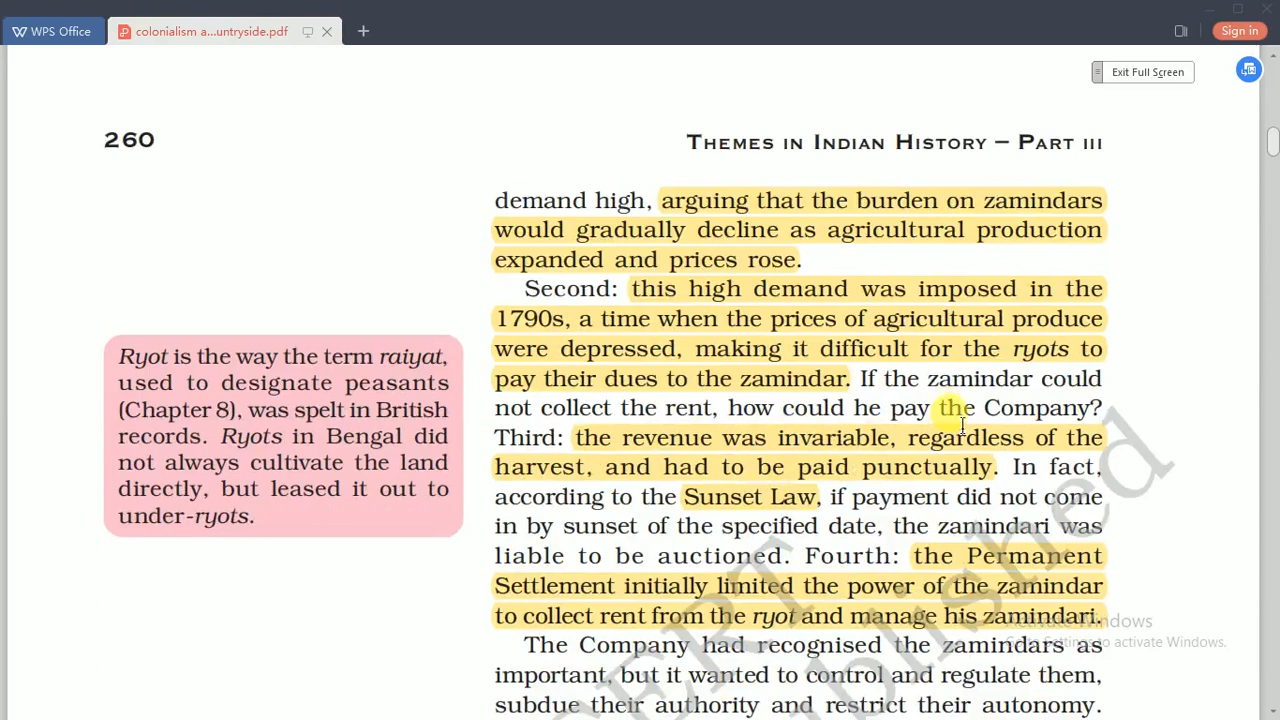 WPS Office
colonialism a...untryside.pdf
Sign in
Exit Full Screen
260
THEMES IN INDIAN HISTORY – PART III
demand high, arguing that the burden on zamindars
would gradually decline as agricultural production
expanded and prices rose.
Second: this high demand was imposed in the
1790s, a time when the prices of agricultural produce
were depressed, making it difficult for the ryots to
pay their dues to the zamindar. If the zamindar could
not collect the rent, how could he pay the Company?
Third: the revenue was invariable, regardless of the
harvest, and had to be paid punctually. In fact,
according to the Sunset Law, if payment did not come
in by sunset of the specified date, the zamindari was
liable to be auctioned. Fourth: the Permanent
Settlement initially limited the power of the zamindar
to collect rent from the ryot and manage his zamindari.
The Company had recognised the zamindars as
important, but it wanted to control and regulate them,
subdue their authority and restrict their autonomy.
Ryot is the way the term raiyat,
used to designate peasants
(Chapter 8), was spelt in British
records. Ryots in Bengal did
not always cultivate the land
directly, but leased it out to
under-ryots.
Activate Windows
Go to Settings to activate Windows.